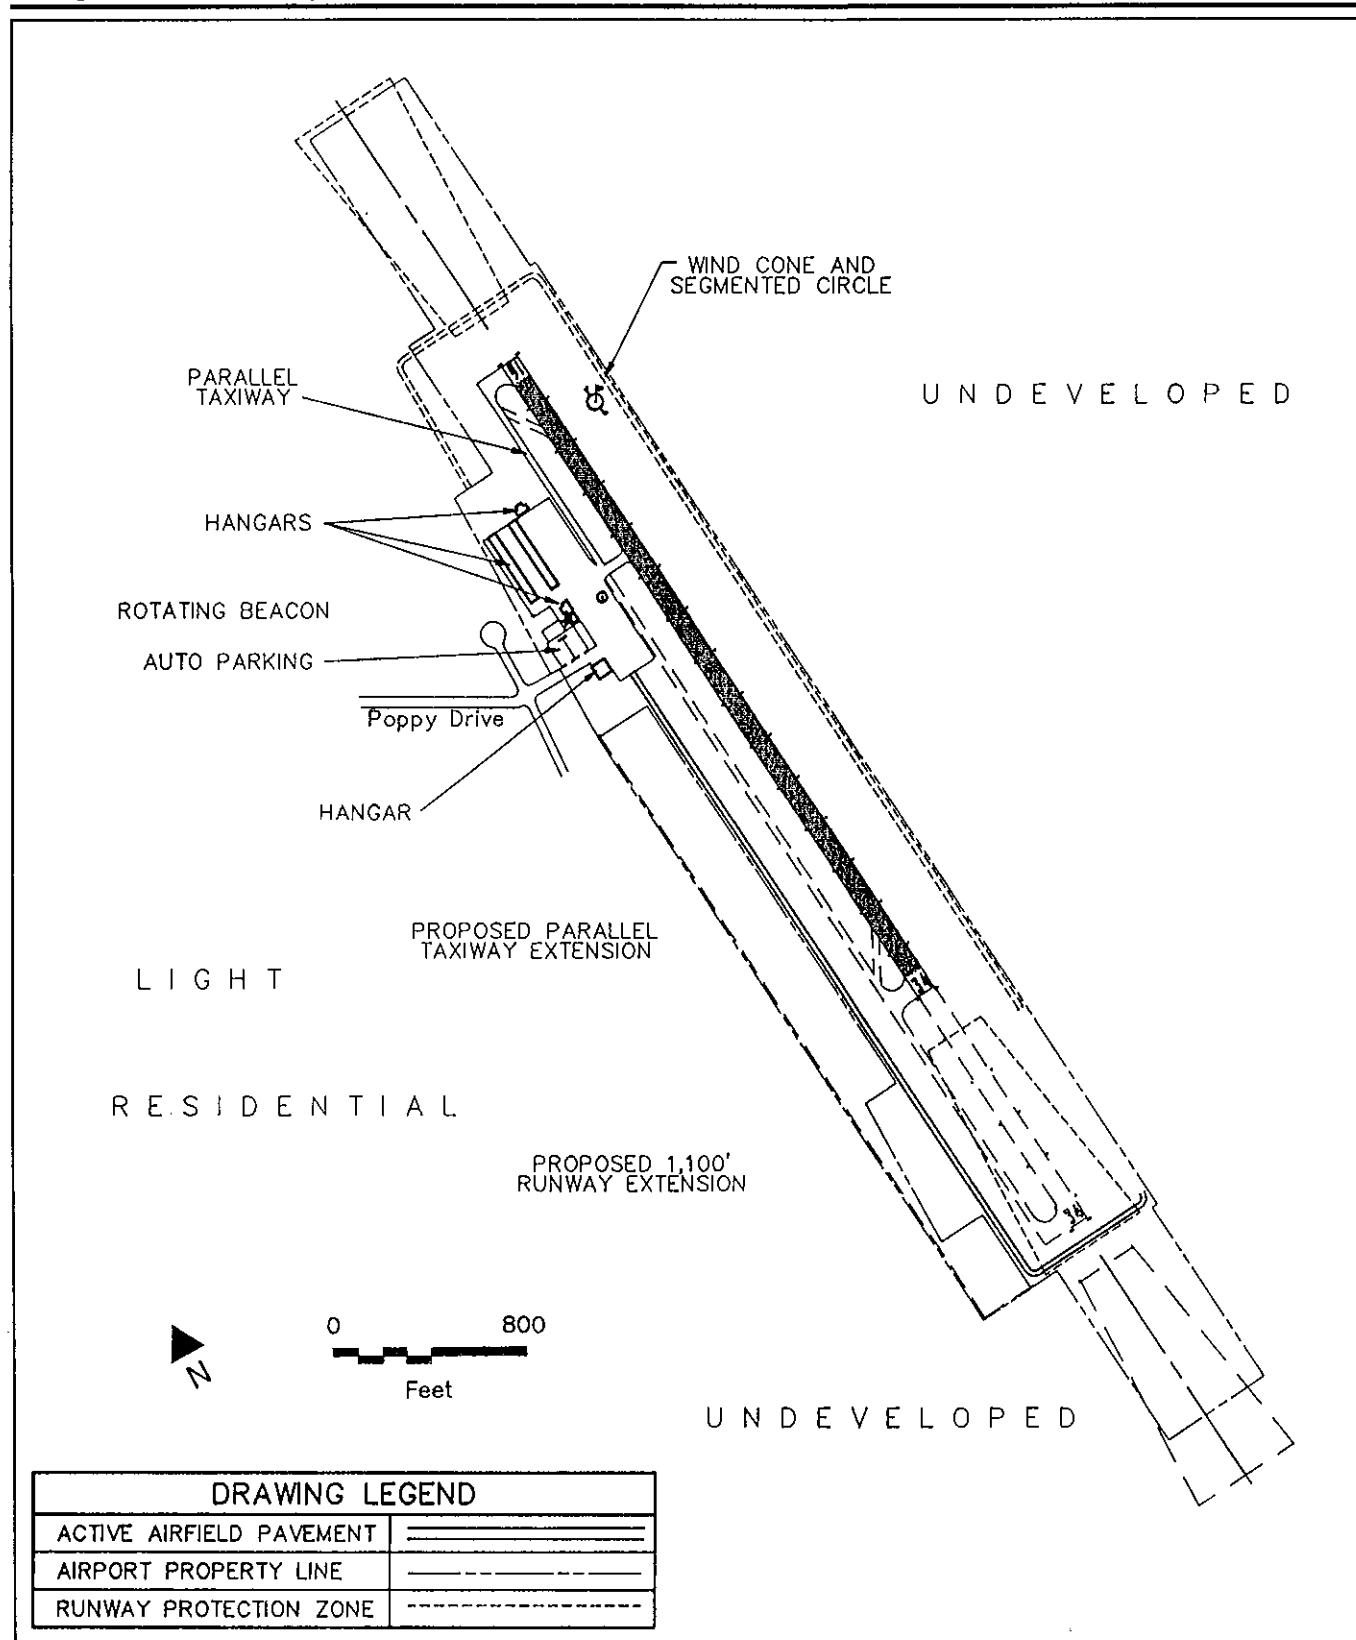 WIND CONE AND
SEGMENTED CIRCLE
PARALLEL
TAXIWAY
UNDEVELOPED
HANGARS
ROTATING BEACON
AUTO PARKING
Poppy Drive
HANGAR
PROPOSED PARALLEL
TAXIWAY EXTENSION
LIGHT
RESIDENTIAL
PROPOSED 1,100'
RUNWAY EXTENSION
0 800
Feet
N
UNDEVELOPED
DRAWING LEGEND
ACTIVE AIRFIELD PAVEMENT
AIRPORT PROPERTY LINE
RUNWAY PROTECTION ZONE